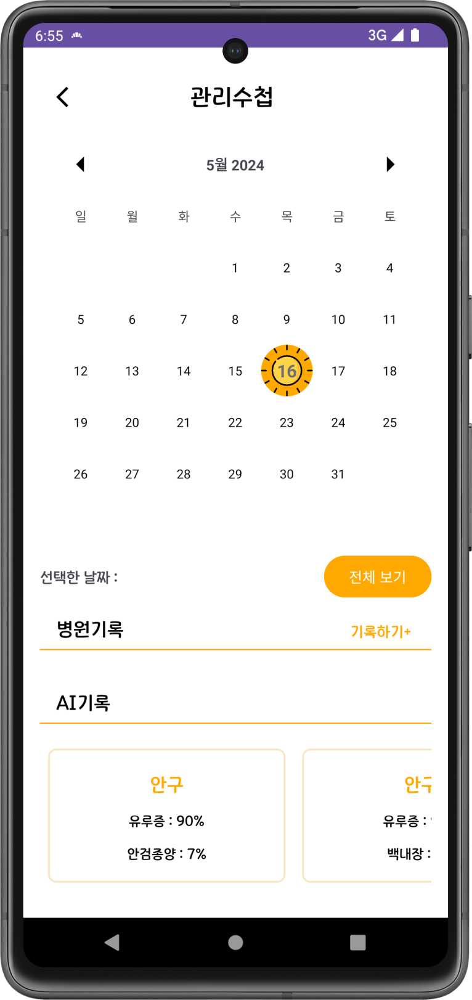 6:55 3G
관리수첩
5월 2024
일 월 화 수 목 금 토
1 2 3 4
5 6 7 8 9 10 11
12 13 14 15 16 17 18
19 20 21 22 23 24 25
26 27 28 29 30 31
선택한 날짜 : 전체 보기
병원기록 기록하기+
AI기록
안구 안구
유루증 : 90% 유루증 :
안검종양 : 7% 백내장 :